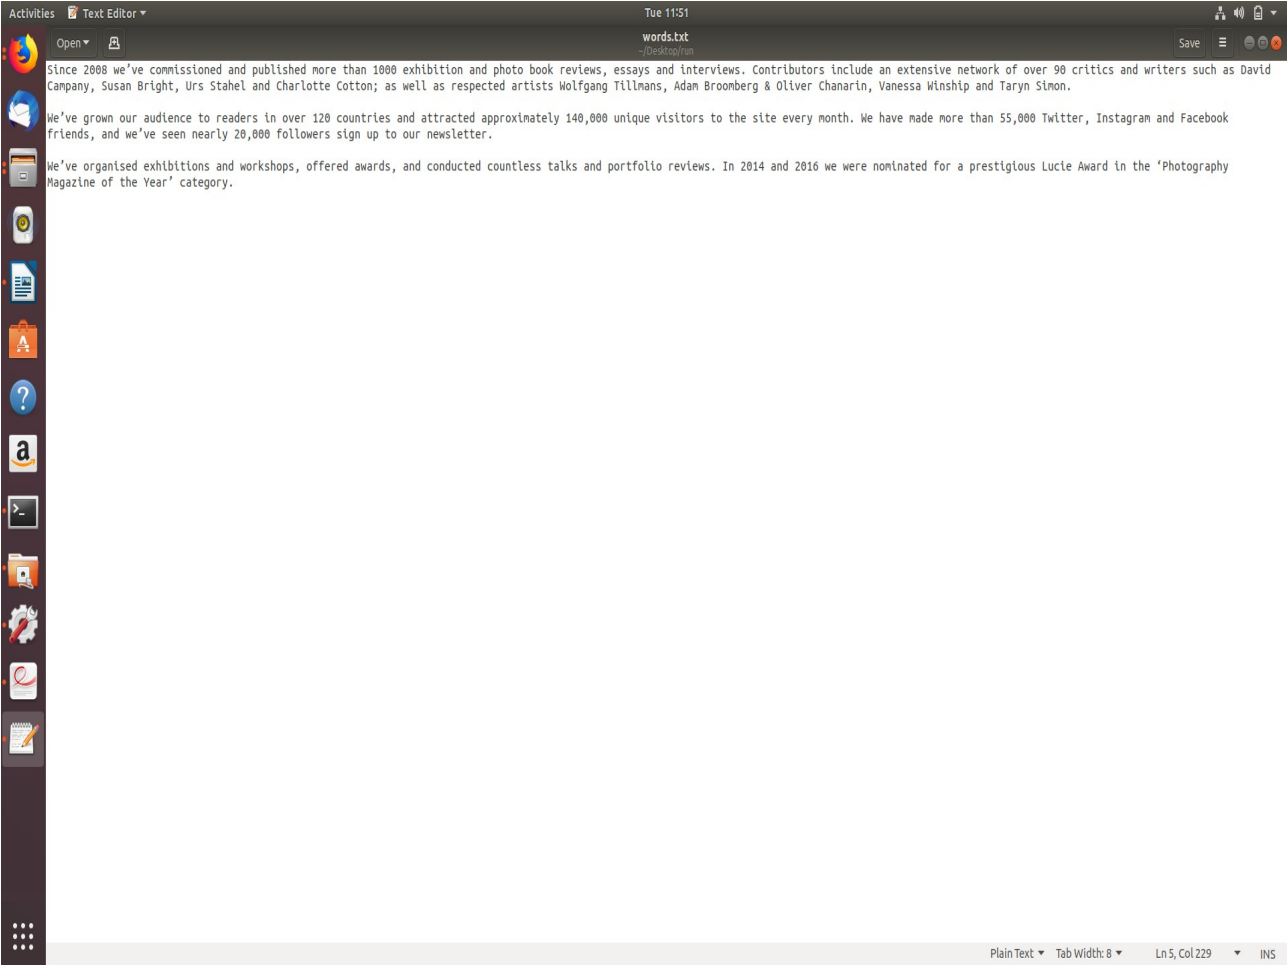 Activities Text Editor Tue 11:51
Open words.txt Save
~/Desktop/run
Since 2008 we’ve commissioned and published more than 1000 exhibition and photo book reviews, essays and interviews. Contributors include an extensive network of over 90 critics and writers such as David
Campany, Susan Bright, Urs Stahel and Charlotte Cotton; as well as respected artists Wolfgang Tillmans, Adam Broomberg & Oliver Chanarin, Vanessa Winship and Taryn Simon.
We’ve grown our audience to readers in over 120 countries and attracted approximately 140,000 unique visitors to the site every month. We have made more than 55,000 Twitter, Instagram and Facebook
friends, and we’ve seen nearly 20,000 followers sign up to our newsletter.
We’ve organised exhibitions and workshops, offered awards, and conducted countless talks and portfolio reviews. In 2014 and 2016 we were nominated for a prestigious Lucie Award in the ‘Photography
Magazine of the Year’ category.
Plain Text Tab Width: 8 Ln 5, Col 229 INS